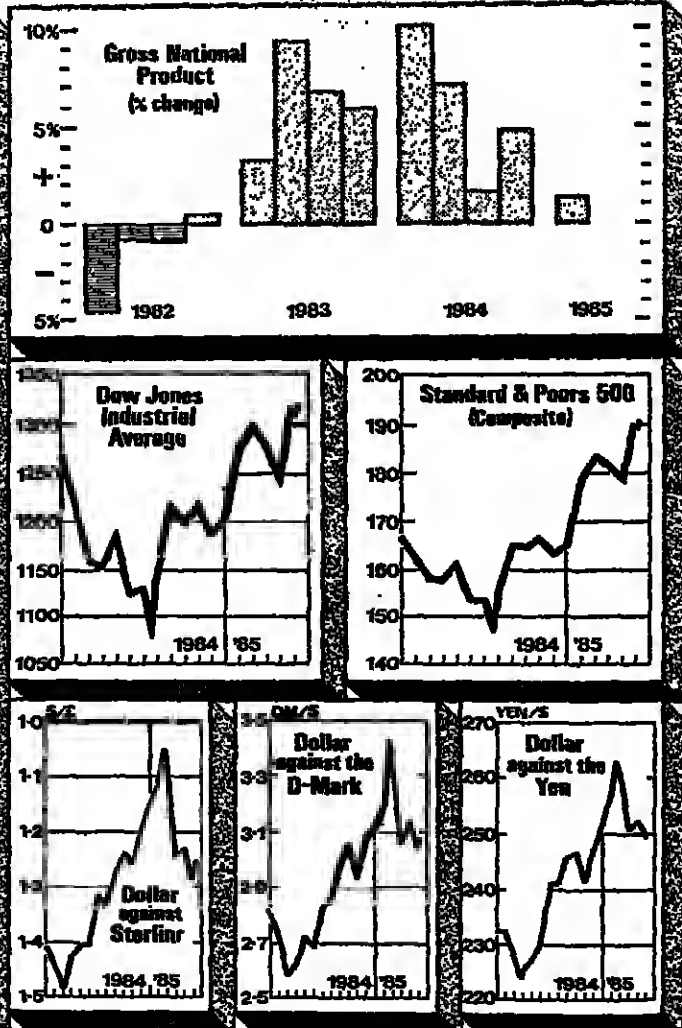 10%
Gross National
Product
(% change)
5%
+
0
−
5%
1982
1983
1984
1985
1350
Dow Jones
Industrial
Average
1300
1250
1200
1150
1100
1050
1984 '85
200
Standard & Poors 500
(Composite)
190
180
170
160
150
140
1984 '85
$/£
1·0
1·1
1·2
1·3
1·4
1·5
Dollar
against
Sterling
1984 '85
DM/$
3·5
Dollar
against the
D-Mark
3·3
3·1
2·9
2·7
2·5
1984 '85
YEN/$
270
Dollar
against the
Yen
260
250
240
230
220
1984 '85